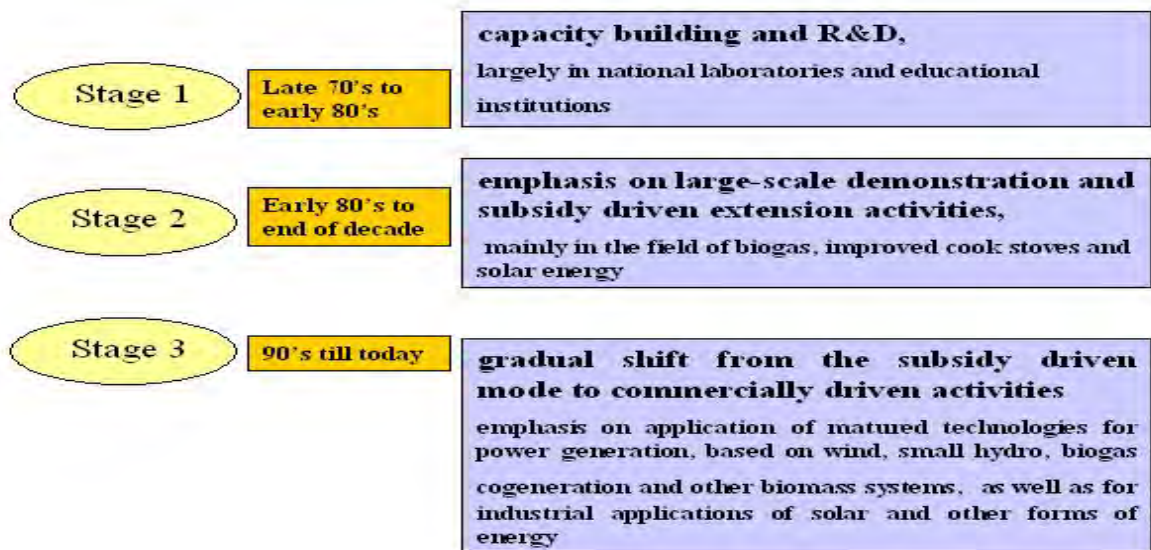 Stage 1
Late 70's to
early 80's
capacity building and R&D,
largely in national laboratories and educational
institutions
Stage 2
Early 80's to
end of decade
emphasis on large-scale demonstration and
subsidy driven extension activities,
mainly in the field of biogas, improved cook stoves and
solar energy
Stage 3
90's till today
gradual shift from the subsidy driven
mode to commercially driven activities
emphasis on application of matured technologies for
power generation, based on wind, small hydro, biogas
cogeneration and other biomass systems, as well as for
industrial applications of solar and other forms of
energy